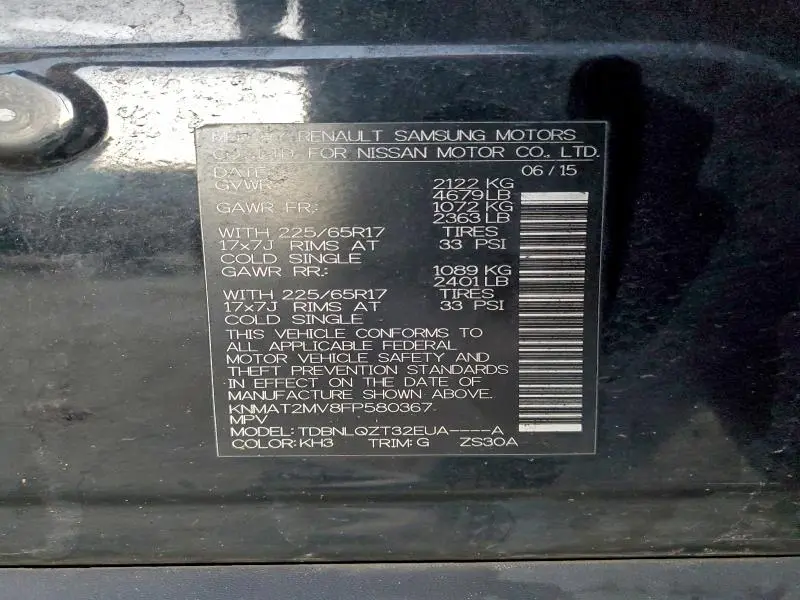 MFD BY RENAULT SAMSUNG MOTORS
CO., LTD. FOR NISSAN MOTOR CO., LTD.
DATE 06/15
GVWR 2122 KG
4679 LB
GAWR FR: 1072 KG
2363 LB
WITH 225/65R17 TIRES
17x7J RIMS AT 33 PSI
COLD SINGLE
GAWR RR: 1089 KG
2401 LB
WITH 225/65R17 TIRES
17x7J RIMS AT 33 PSI
COLD SINGLE
THIS VEHICLE CONFORMS TO
ALL APPLICABLE FEDERAL
MOTOR VEHICLE SAFETY AND
THEFT PREVENTION STANDARDS
IN EFFECT ON THE DATE OF
MANUFACTURE SHOWN ABOVE.
KNMAT2MV8FP580367
MPV
MODEL: TDBNLQZT32EUA----A
COLOR: KH3 TRIM: G ZS30A